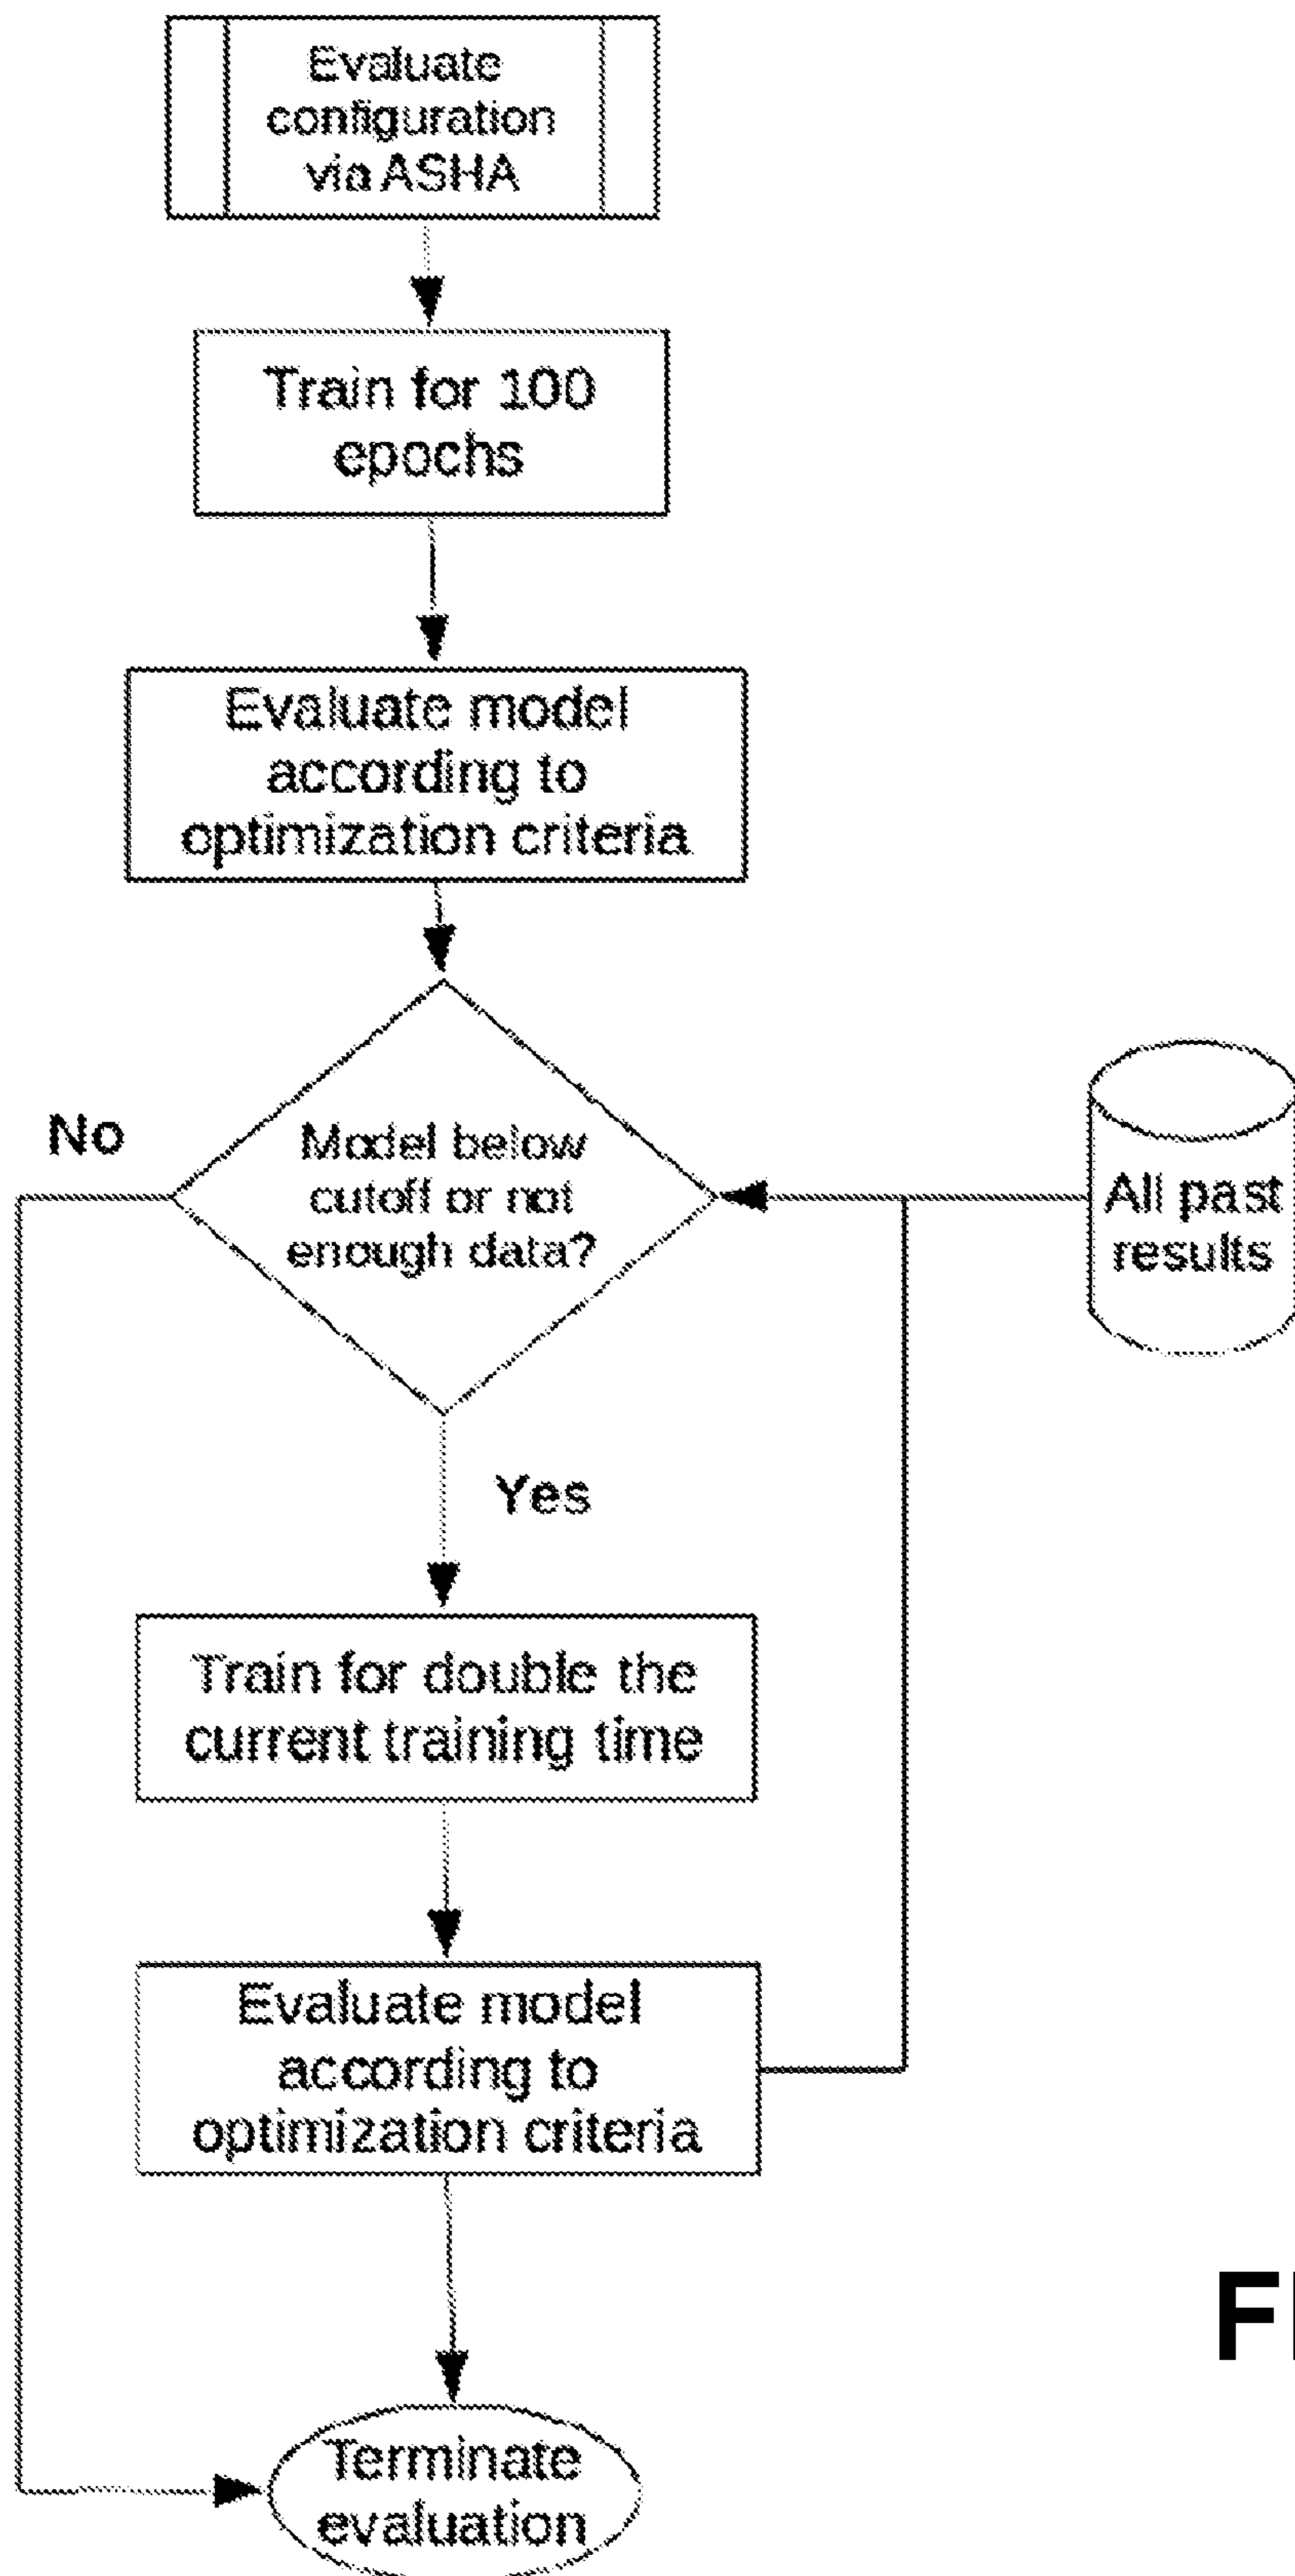 Evaluate
configuration
via ASHA
Train for 100
epochs
Evaluate model
according to
optimization criteria
No
Model below
cutoff or not
enough data?
All past
results
Yes
Train for double the
current training time
Evaluate model
according to
optimization criteria
Terminate
evaluation